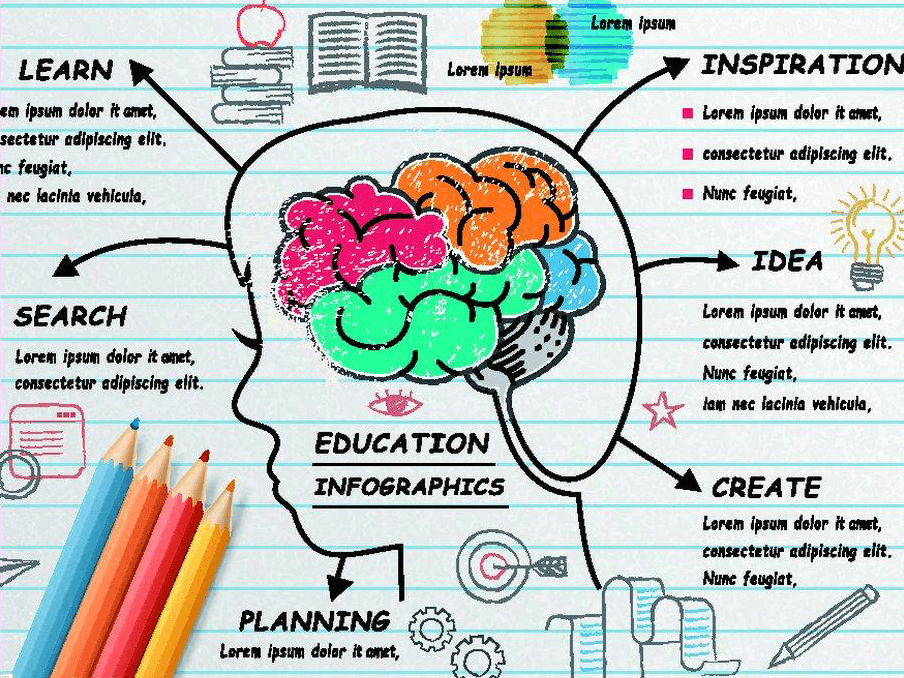 Lorem ipsum
Lorem ipsum
LEARN
em ipsum dolor it amet,
sectetur adipiscing elit.
nc feugiat,
nec lacinia vehicula,
SEARCH
Lorem ipsum dolor it amet,
consectetur adipiscing elit.
EDUCATION
INFOGRAPHICS
PLANNING
Lorem ipsum dolor it amet,
INSPIRATION
Lorem ipsum dolor it amet,
consectetur adipiscing elit.
Nunc feugiat,
IDEA
Lorem ipsum dolor it amet,
consectetur adipiscing elit.
Nunc feugiat,
iam nec lacinia vehicula,
CREATE
Lorem ipsum dolor it amet,
consectetur adipiscing elit.
Nunc feugiat,